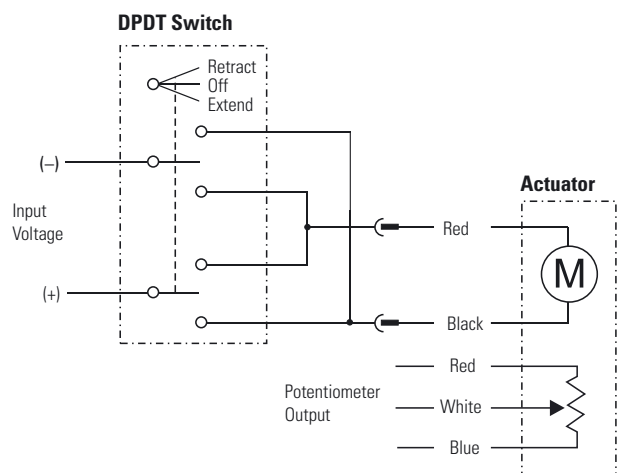 DPDT Switch
Retract
Off
Extend
(–)
Input
Voltage
(+)
Actuator
Red
M
Black
Red
Potentiometer
Output
White
Blue